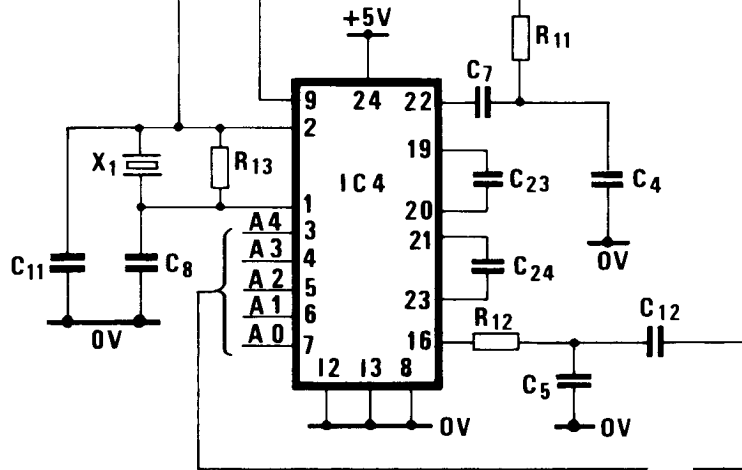 +5V
R11
C7
9
24
22
2
X1
R13
19
IC4
C23
C4
1
20
A4
3
21
A3
4
0V
C11
C8
A2
5
C24
A1
6
23
C12
R12
0V
A0
7
16
12 13 8
C5
0V
0V